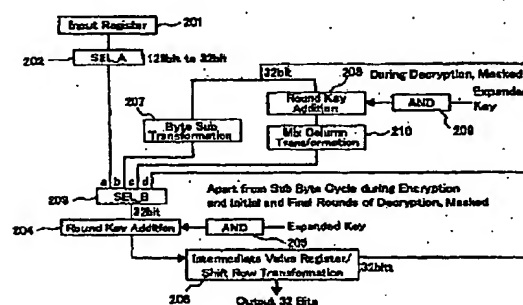 Input Register
201
202
SEL_A
128bit to 32bit
32bit
208
During Decryption, Masked
207
Round Key Addition
AND
Expanded Key
209
Byte Sub Transformation
Mix Column Transformation
210
a b c d
203
SEL_B
Apart from Sub Byte Cycle during Encryption and Initial and Final Rounds of Decryption, Masked
32bit
204
Round Key Addition
AND
Expanded Key
205
Intermediate Value Register/ Shift Row Transformation
32bits
206
Output 32 Bits